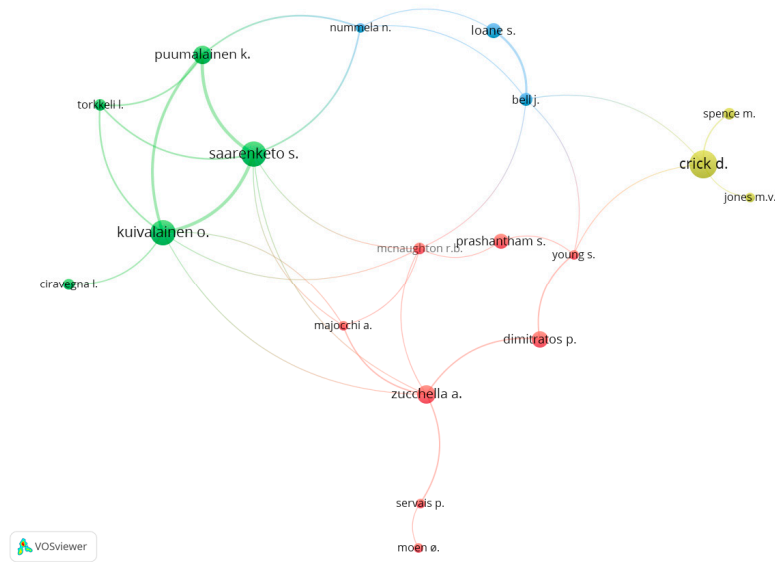 nummela n.
loane s.
puumalainen k.
bell j.
torkkeli l.
spence m.
saarenketo s.
crick d.
jones m.v.
kuivalainen o.
prashantham s.
mcnaughton r.b.
young s.
ciravegna l.
majocchi a.
dimitratos p.
zucchella a.
servais p.
moen ø.
VOSviewer